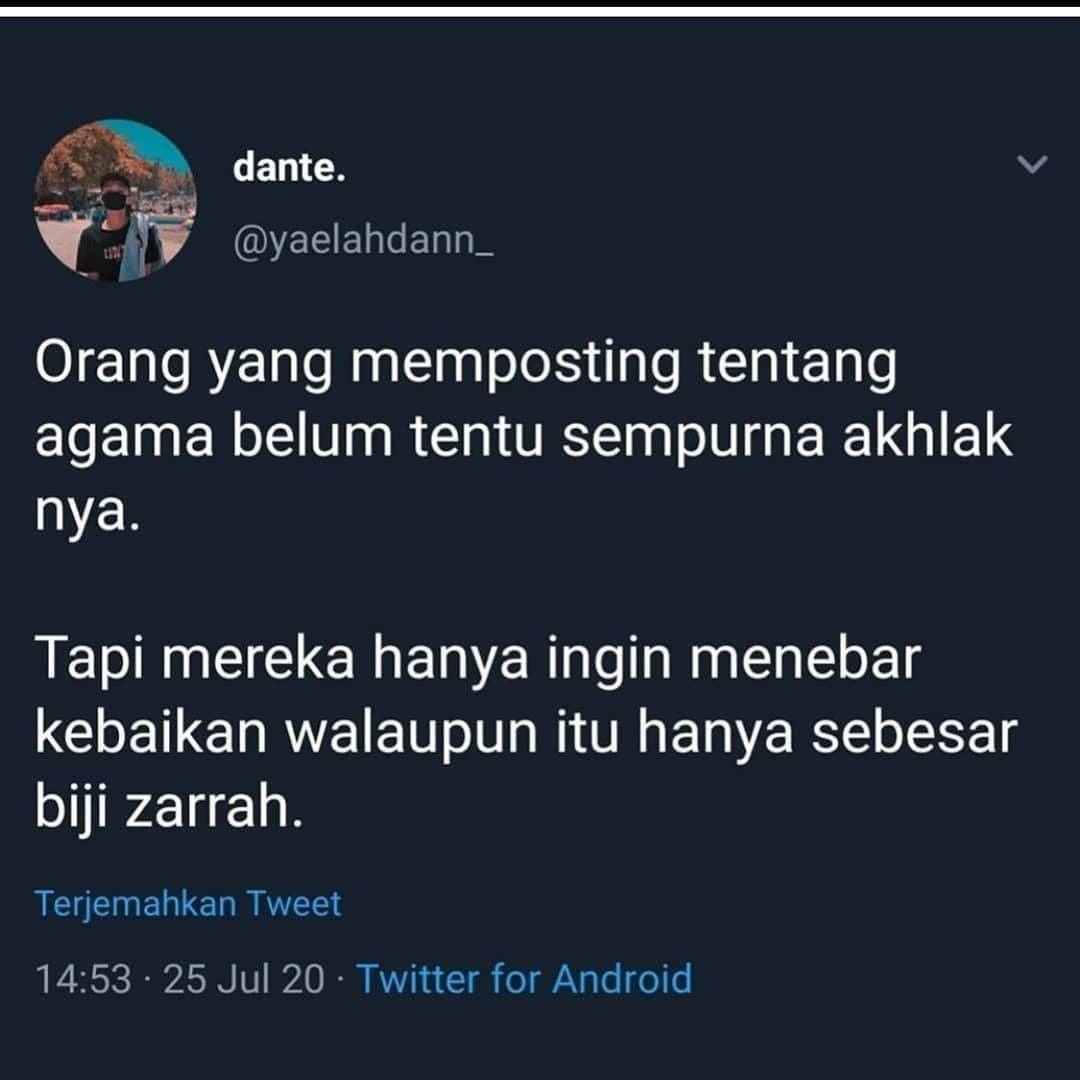 dante.
@yaelahdann_
Orang yang memposting tentang
agama belum tentu sempurna akhlak
nya.
Tapi mereka hanya ingin menebar
kebaikan walaupun itu hanya sebesar
biji zarrah.
Terjemahkan Tweet
14:53 · 25 Jul 20 · Twitter for Android